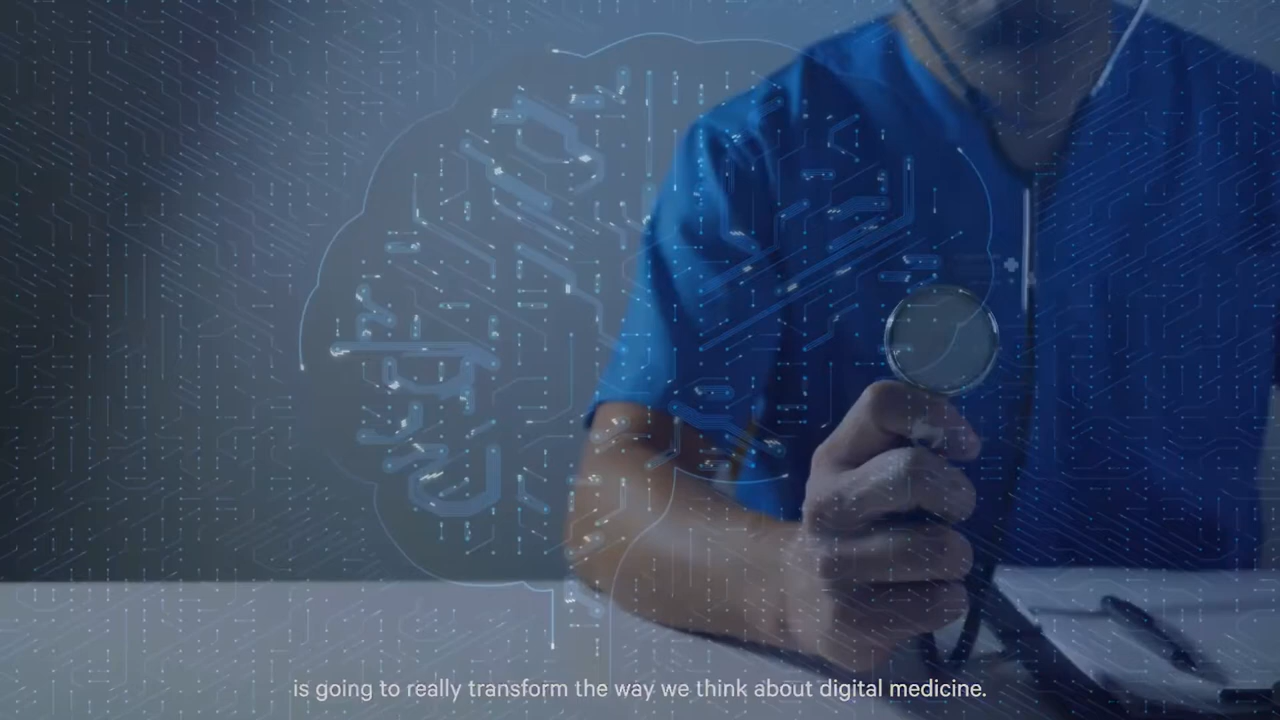 is going to really transform the way we think about digital medicine.